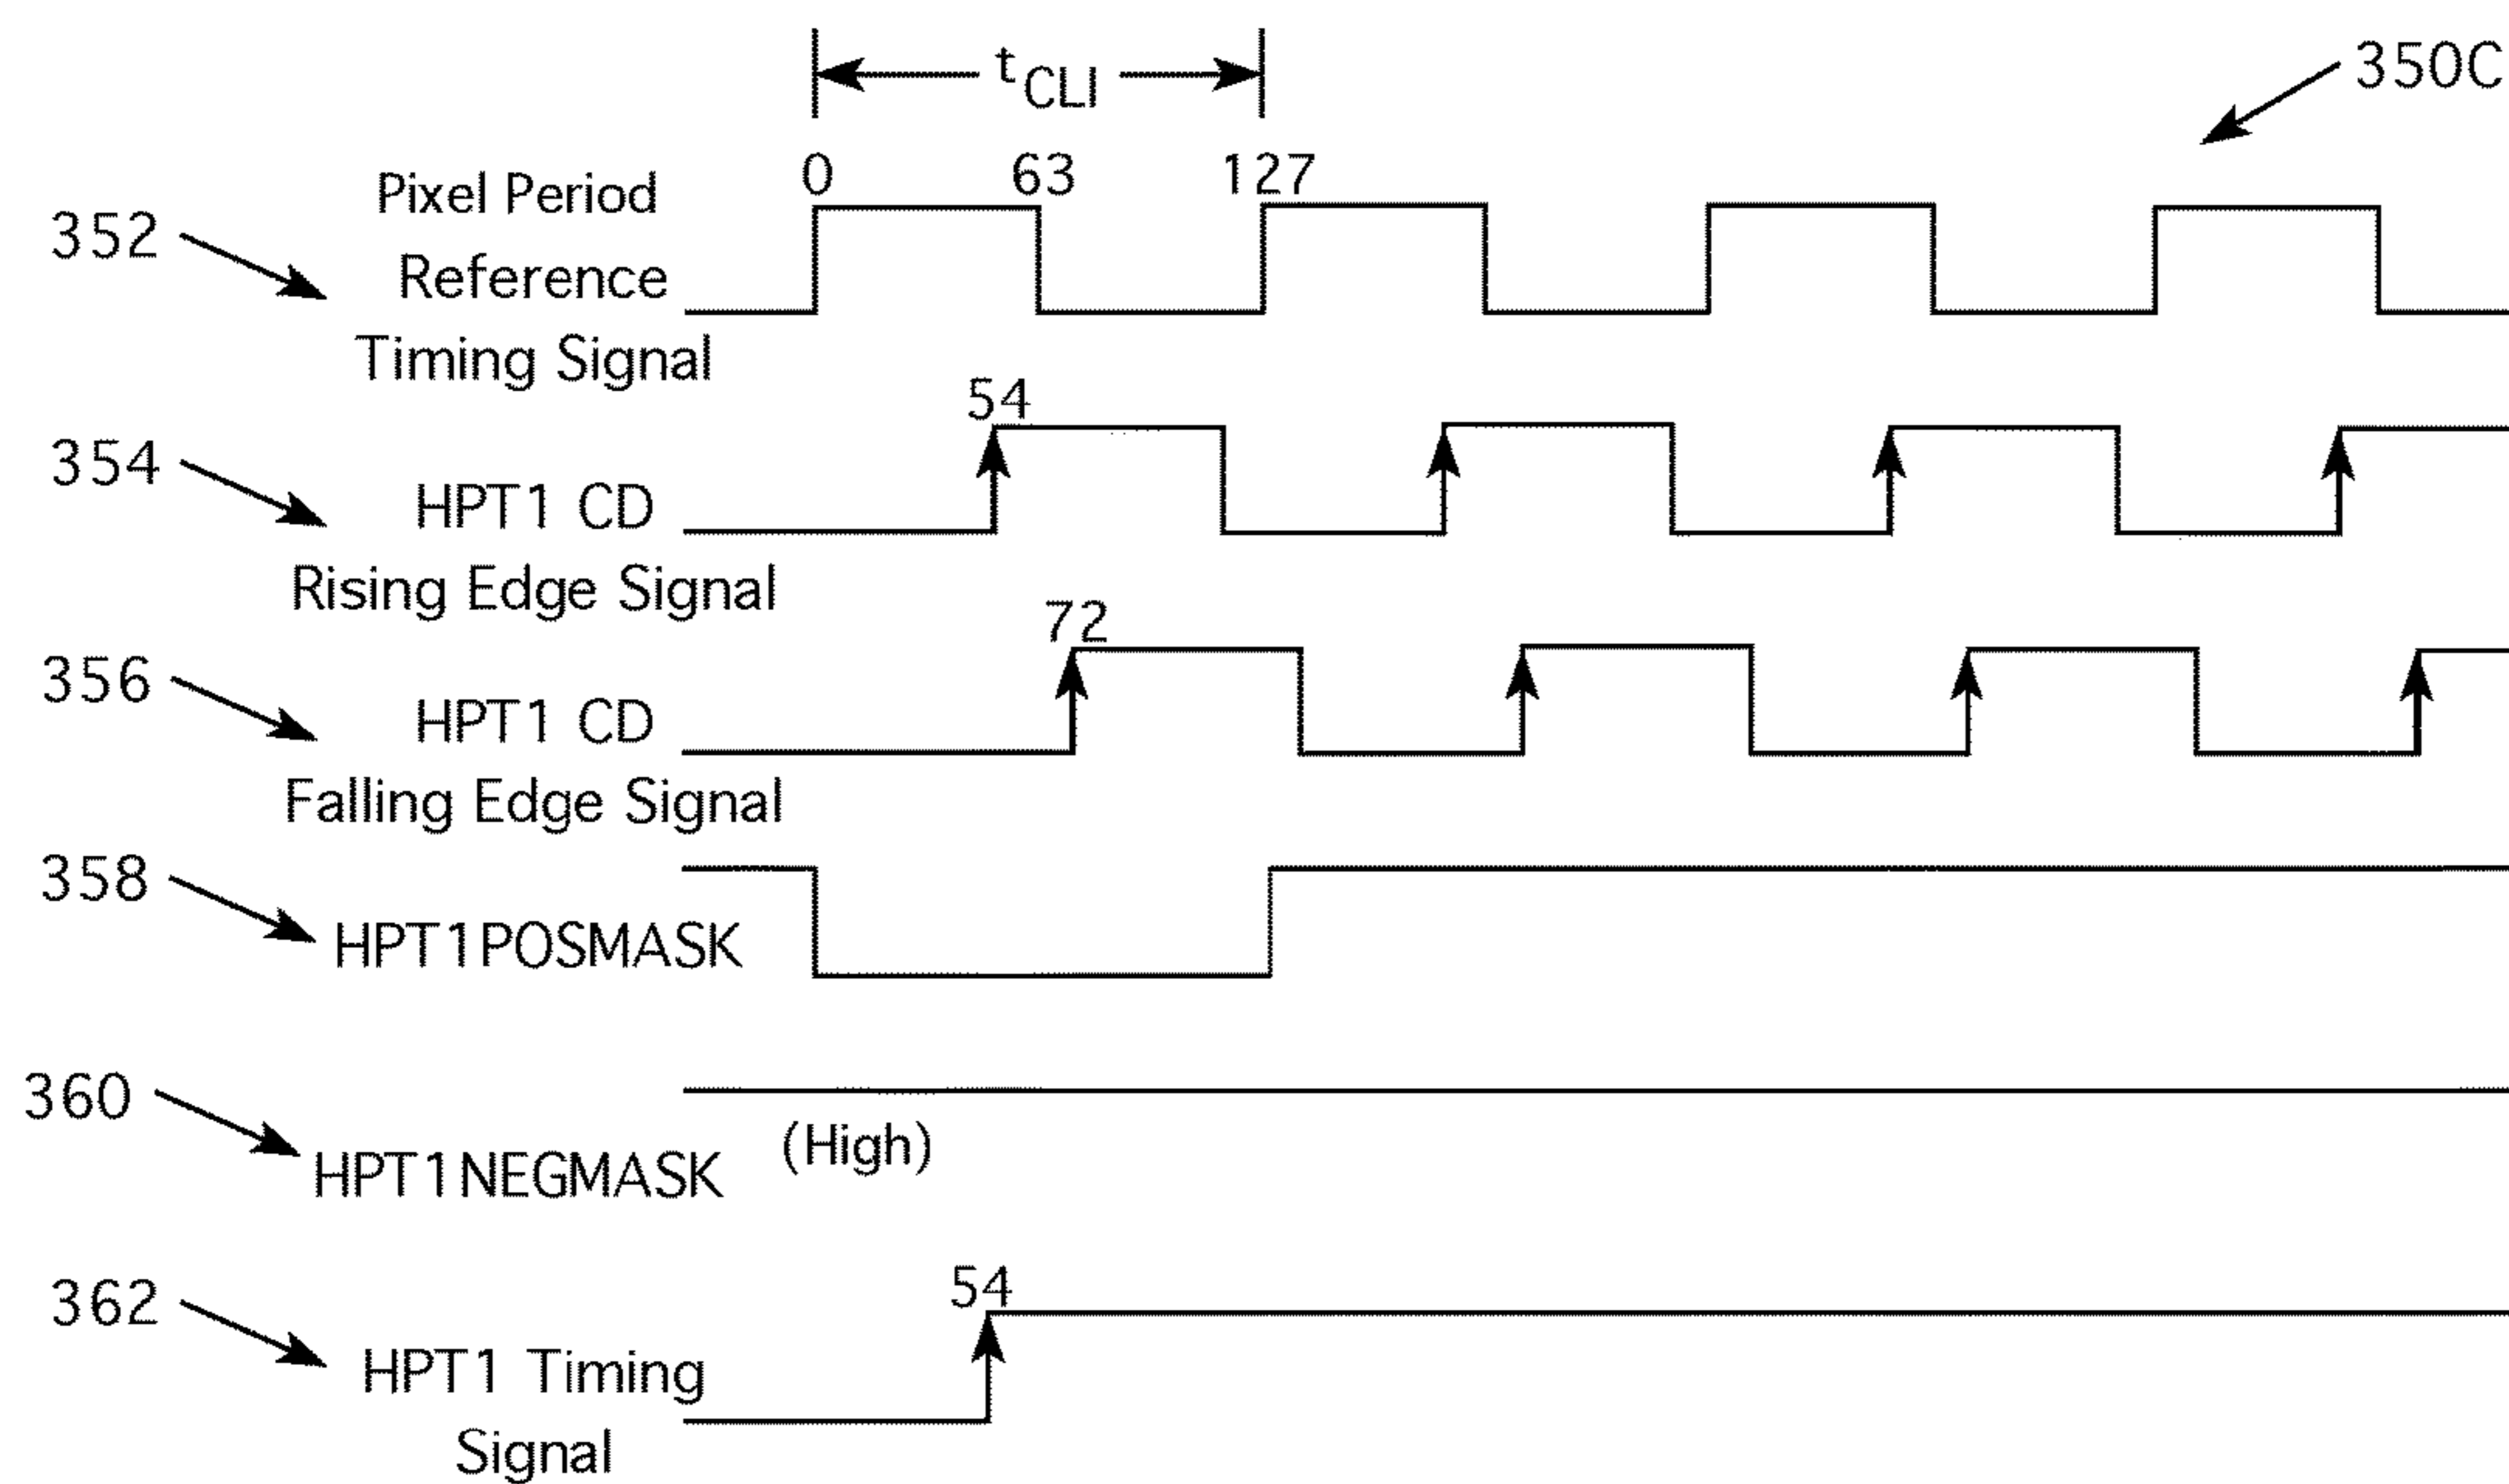 tCLI
350C
0 63 127
352
Pixel Period
Reference
Timing Signal
54
354
HPT1 CD
Rising Edge Signal
72
356
HPT1 CD
Falling Edge Signal
358
HPT1POSMASK
360
(High)
HPT1NEGMASK
54
362
HPT1 Timing
Signal